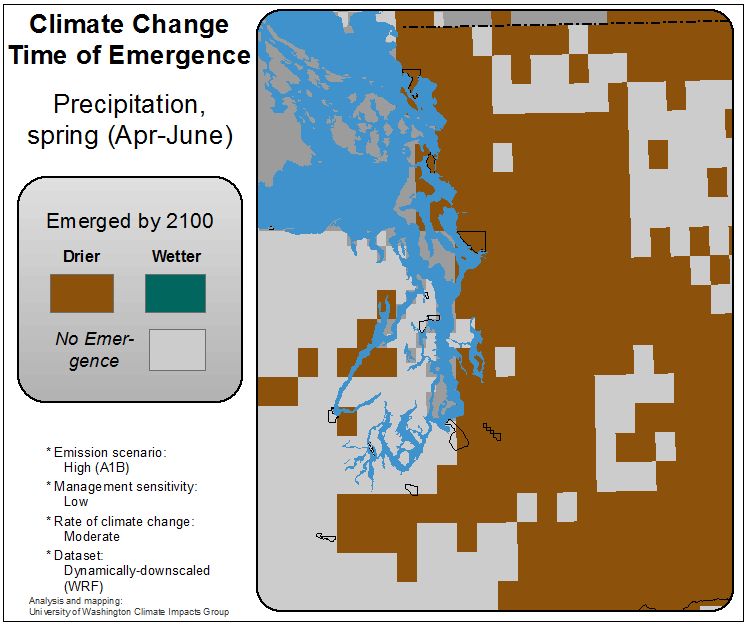 Climate Change
Time of Emergence
Precipitation,
spring (Apr-June)
Emerged by 2100
Drier Wetter
No Emer-
gence
* Emission scenario:
High (A1B)
* Management sensitivity:
Low
* Rate of climate change:
Moderate
* Dataset:
Dynamically-downscaled
(WRF)
Analysis and mapping:
University of Washington Climate Impacts Group